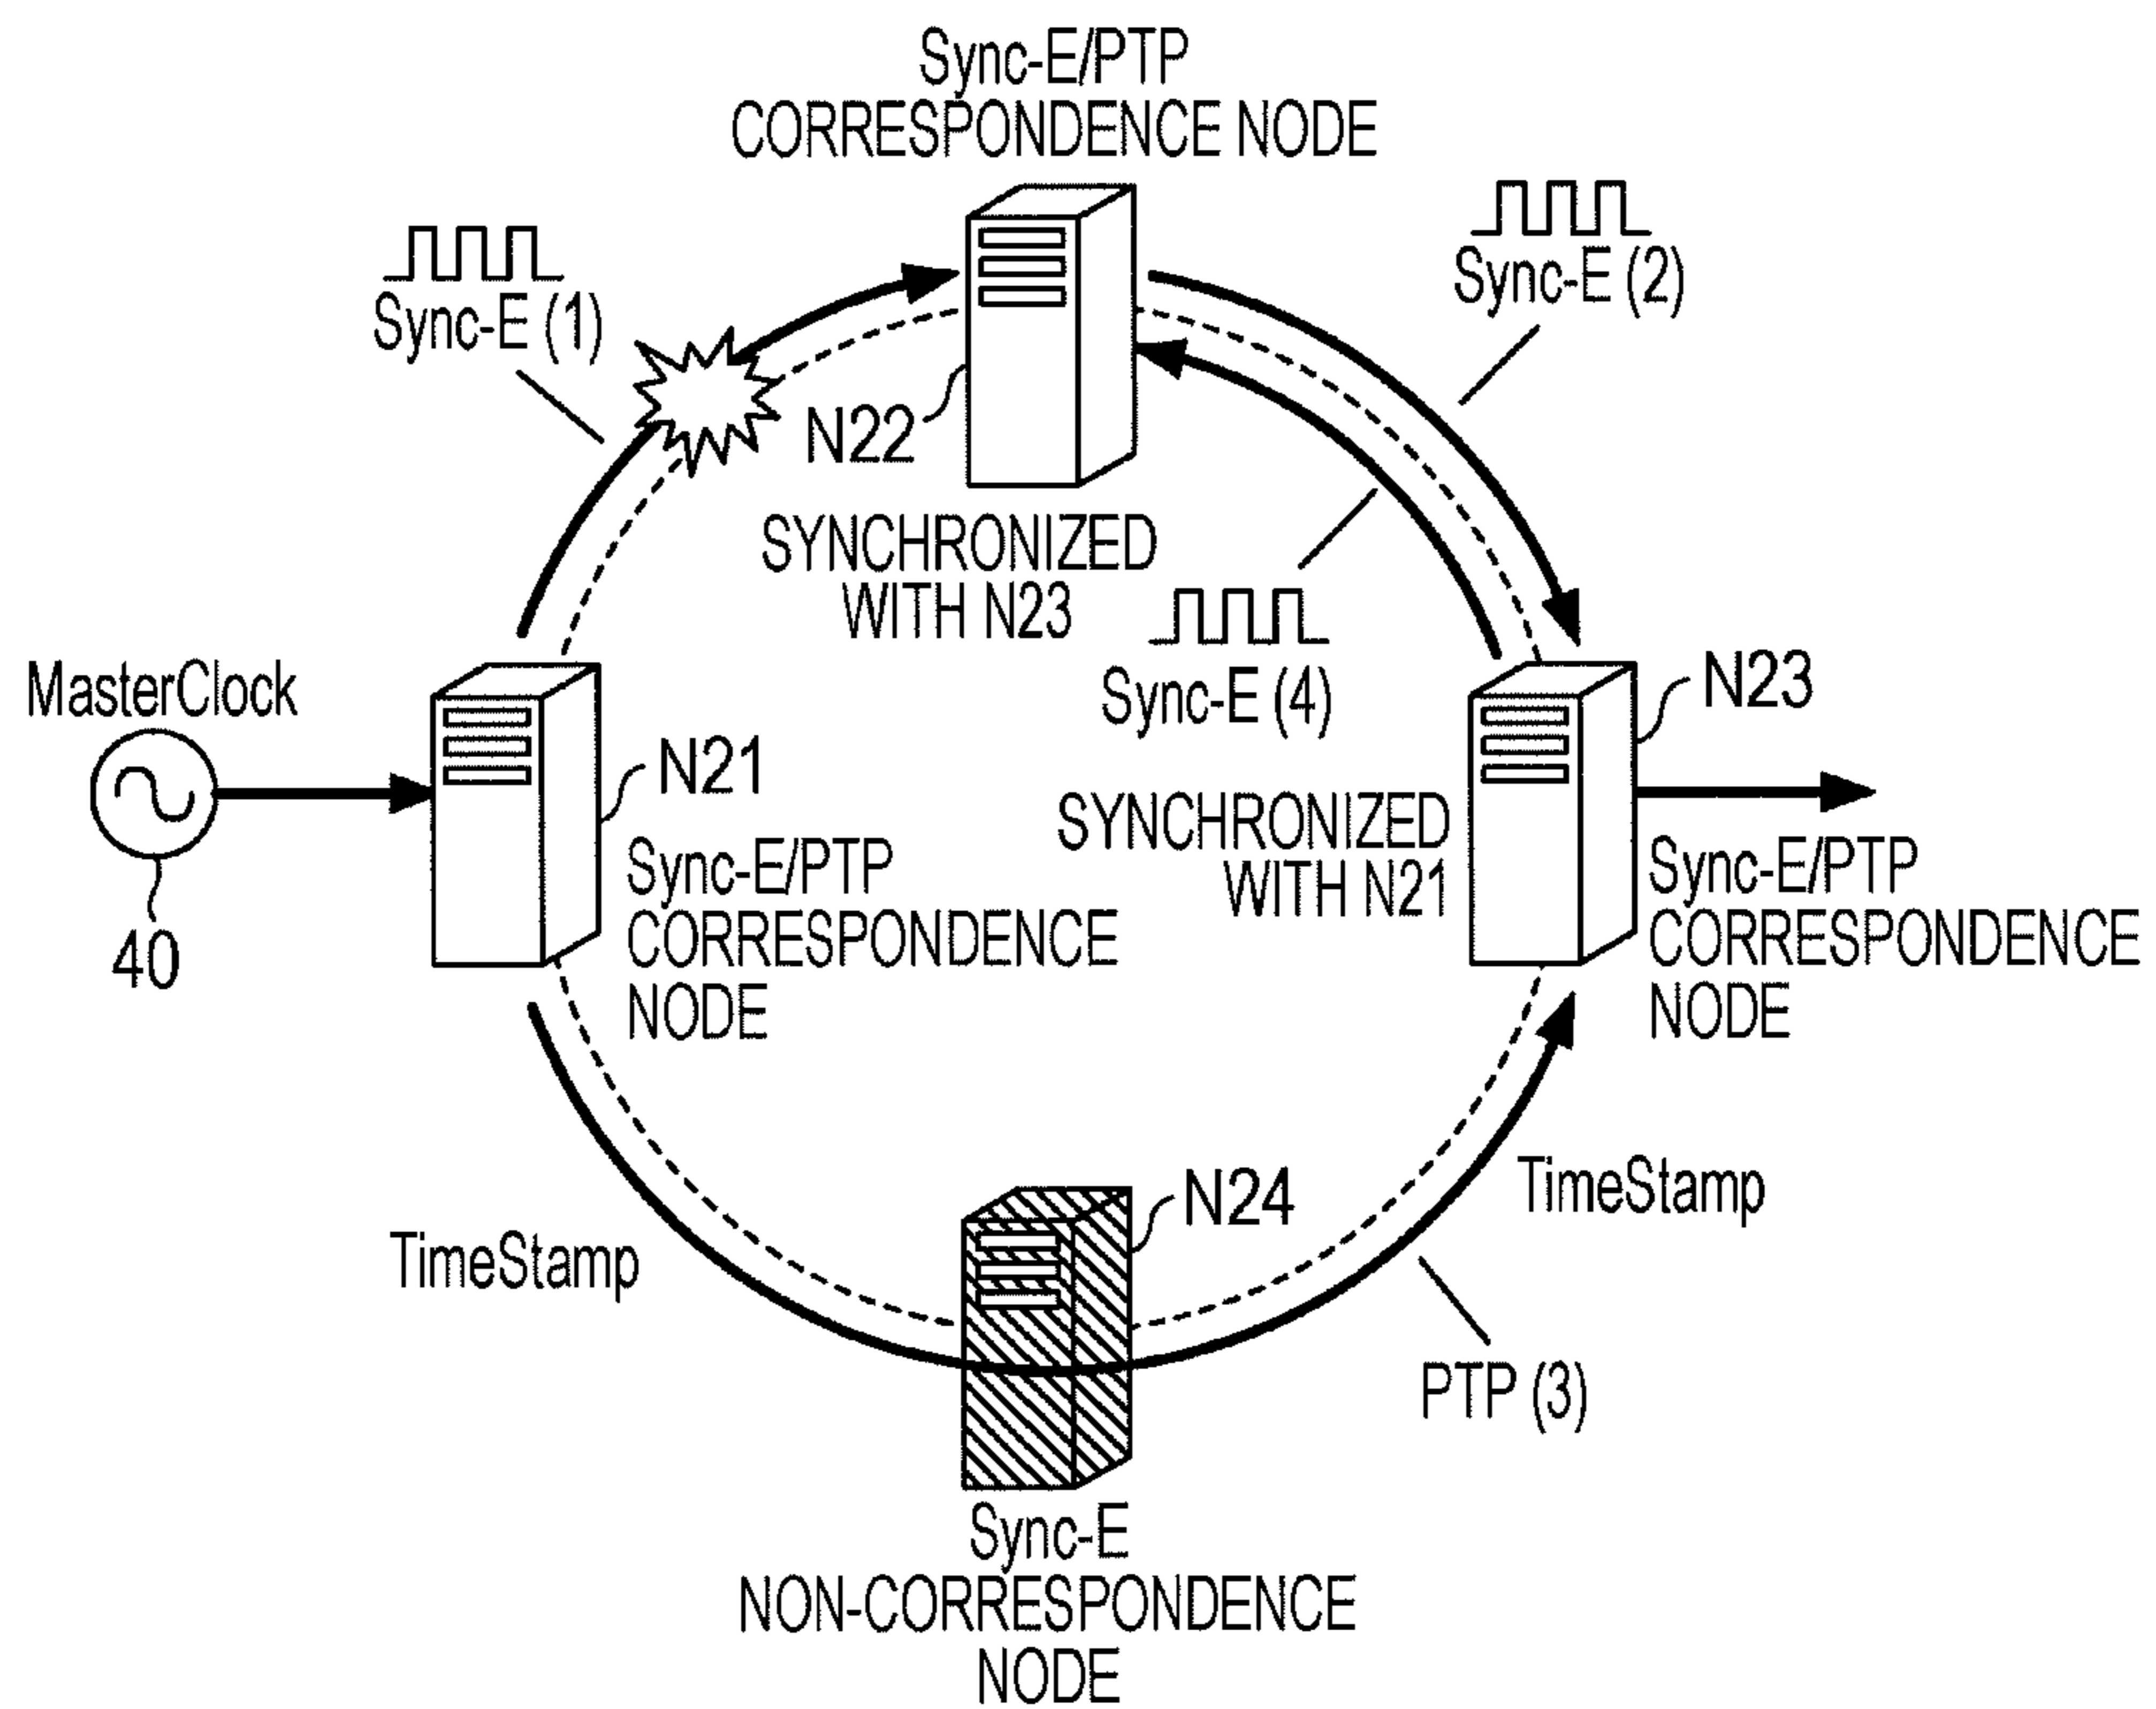 Sync-E/PTP
CORRESPONDENCE NODE
Sync-E (1)
Sync-E (2)
N22
SYNCHRONIZED
WITH N23
Sync-E (4)
MasterClock
40
N21
Sync-E/PTP
CORRESPONDENCE
NODE
N23
SYNCHRONIZED
WITH N21
Sync-E/PTP
CORRESPONDENCE
NODE
TimeStamp
N24
TimeStamp
PTP (3)
Sync-E
NON-CORRESPONDENCE
NODE